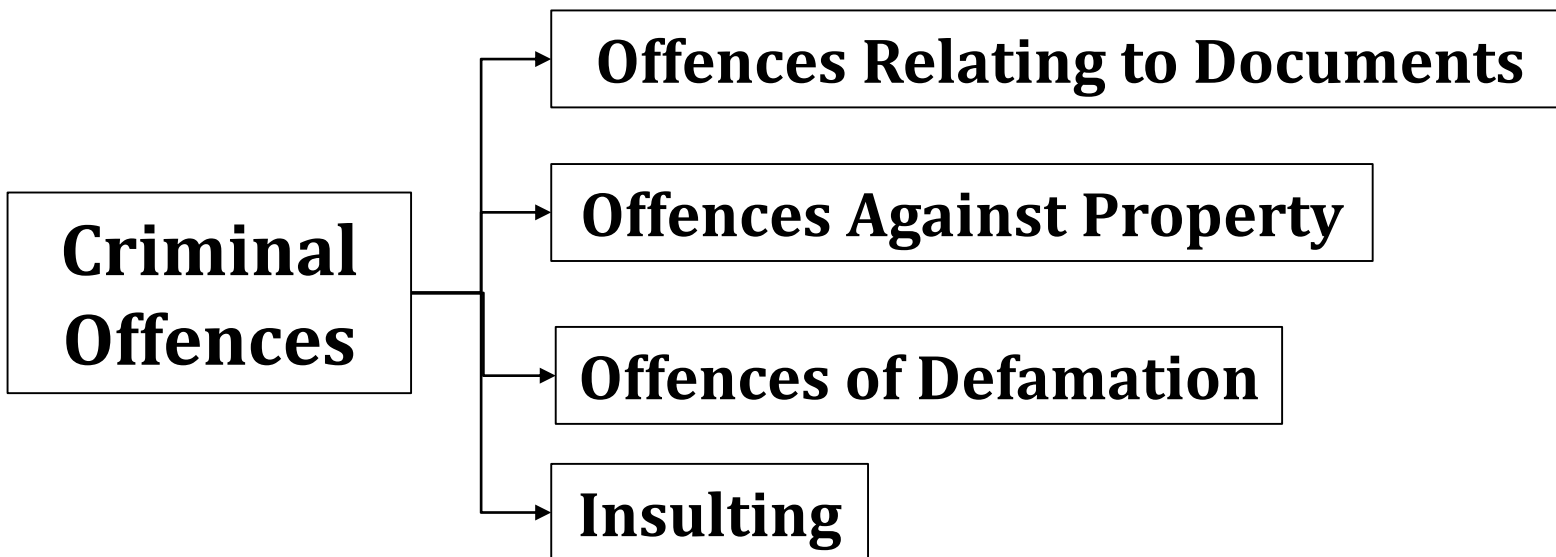 Criminal
Offences
Offences Relating to Documents
Offences Against Property
Offences of Defamation
Insulting